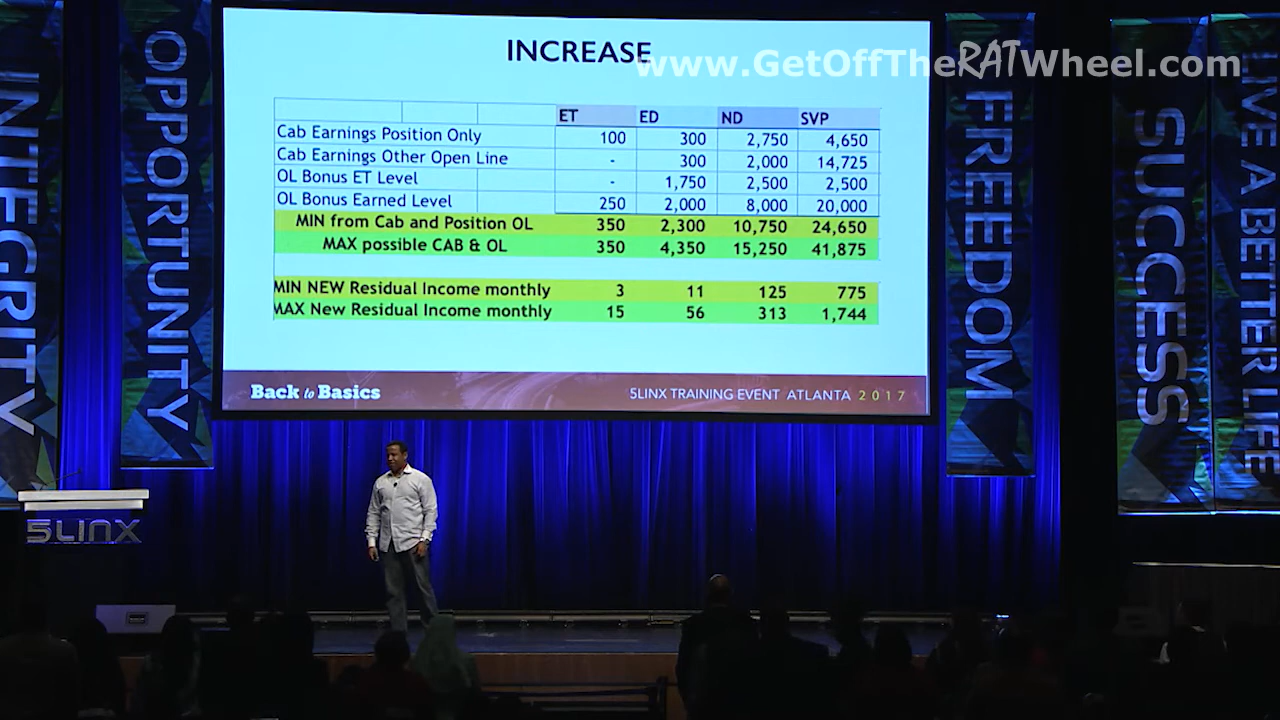 INCREASE
www.GetOffTheRATWheel.com
ET ED ND SVP
Cab Earnings Position Only 100 300 2,750 4,650
Cab Earnings Other Open Line - 300 2,000 14,725
OL Bonus ET Level - 1,750 2,500 2,500
OL Bonus Earned Level 250 2,000 8,000 20,000
MIN from Cab and Position OL 350 2,300 10,750 24,650
MAX possible CAB & OL 350 4,350 15,250 41,875
MIN NEW Residual Income monthly 3 11 125 775
MAX New Residual Income monthly 15 56 313 1,744
Back to Basics
5LINX TRAINING EVENT ATLANTA 2017
INTEGRITY
OPPORTUNITY
FREEDOM
SUCCESS
LIVE A BETTER LIFE
5LINX